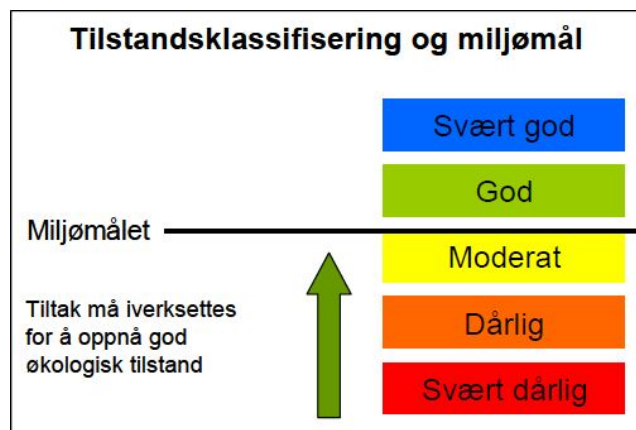 Tilstandsklassifisering og miljømål
Svært god
God
Miljømålet
Moderat
Tiltak må iverksettes
for å oppnå god
økologisk tilstand
Dårlig
Svært dårlig